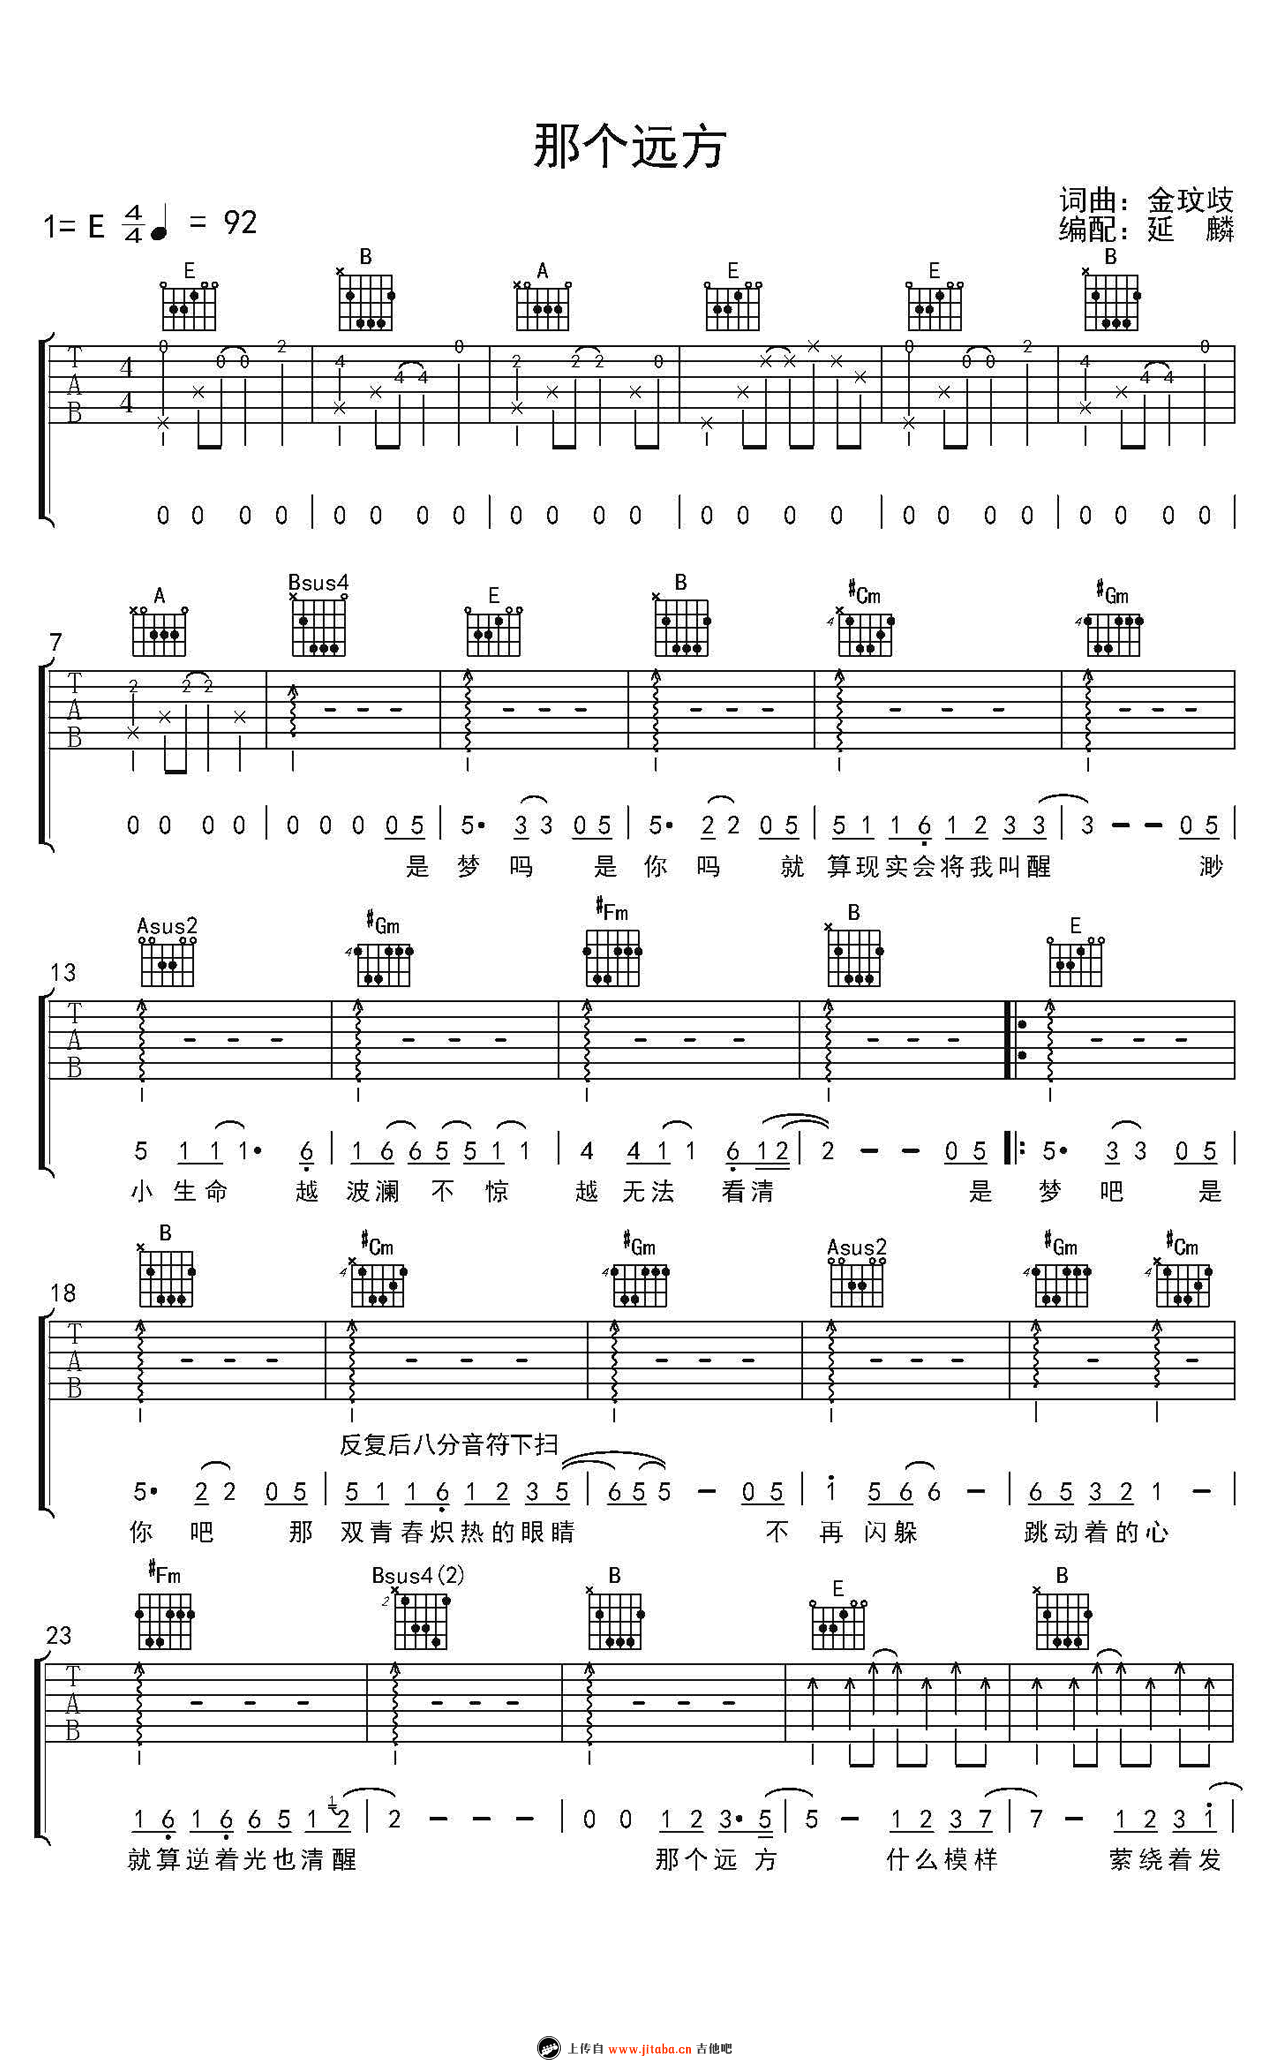 那个远方
词曲：金玟歧
1= E 4/4 ♩ = 92
编配：延 麟
E B A E E B
T 0 0 0 2 4 4 4 0 2 2 2 0 0 0 0 2 4 4 4 0
A 4/4
B
0 0 0 0 | 0 0 0 0 | 0 0 0 0 | 0 0 0 0 | 0 0 0 0 | 0 0 0 0 |
A Bsus4 E B #Cm #Gm
7
T 2 2 2
A
B
0 0 0 0 | 0 0 0 0 5 | 5· 3 3 0 5 | 5· 2 2 0 5 | 5 1 1 6 1 2 3 3 | 3 - - 0 5 |
是 梦 吗 是 你 吗 就 算现实会将我叫醒 渺
Asus2 #Gm #Fm B E
13
T
A
B
5 1 1 1· 6 | 1 6 6 5 5 1 1 | 4 4 1 1 6 1 2 | 2 - - 0 5 |: 5· 3 3 0 5 |
小 生命 越 波澜 不 惊 越 无法 看清 是 梦 吧 是
B #Cm #Gm Asus2 #Gm #Cm
18
T
A
B
反复后八分音符下扫
5· 2 2 0 5 | 5 1 1 6 1 2 3 5 | 6 5 5 - 0 5 | 1 5 6 6 - | 6 5 3 2 1 - |
你 吧 那 双青春炽热的眼睛 不 再 闪躲 跳动着的心
#Fm Bsus4(2) B E B
23
T
A
B
1 6 1 6 6 5 1 2 | 2 - - - | 0 0 1 2 3· 5 | 5 - 1 2 3 7 | 7 - 1 2 3 1 |
就算逆着光也清醒 那个远 方 什么模样 萦绕着发
上传自 www.jitaba.cn 吉他吧